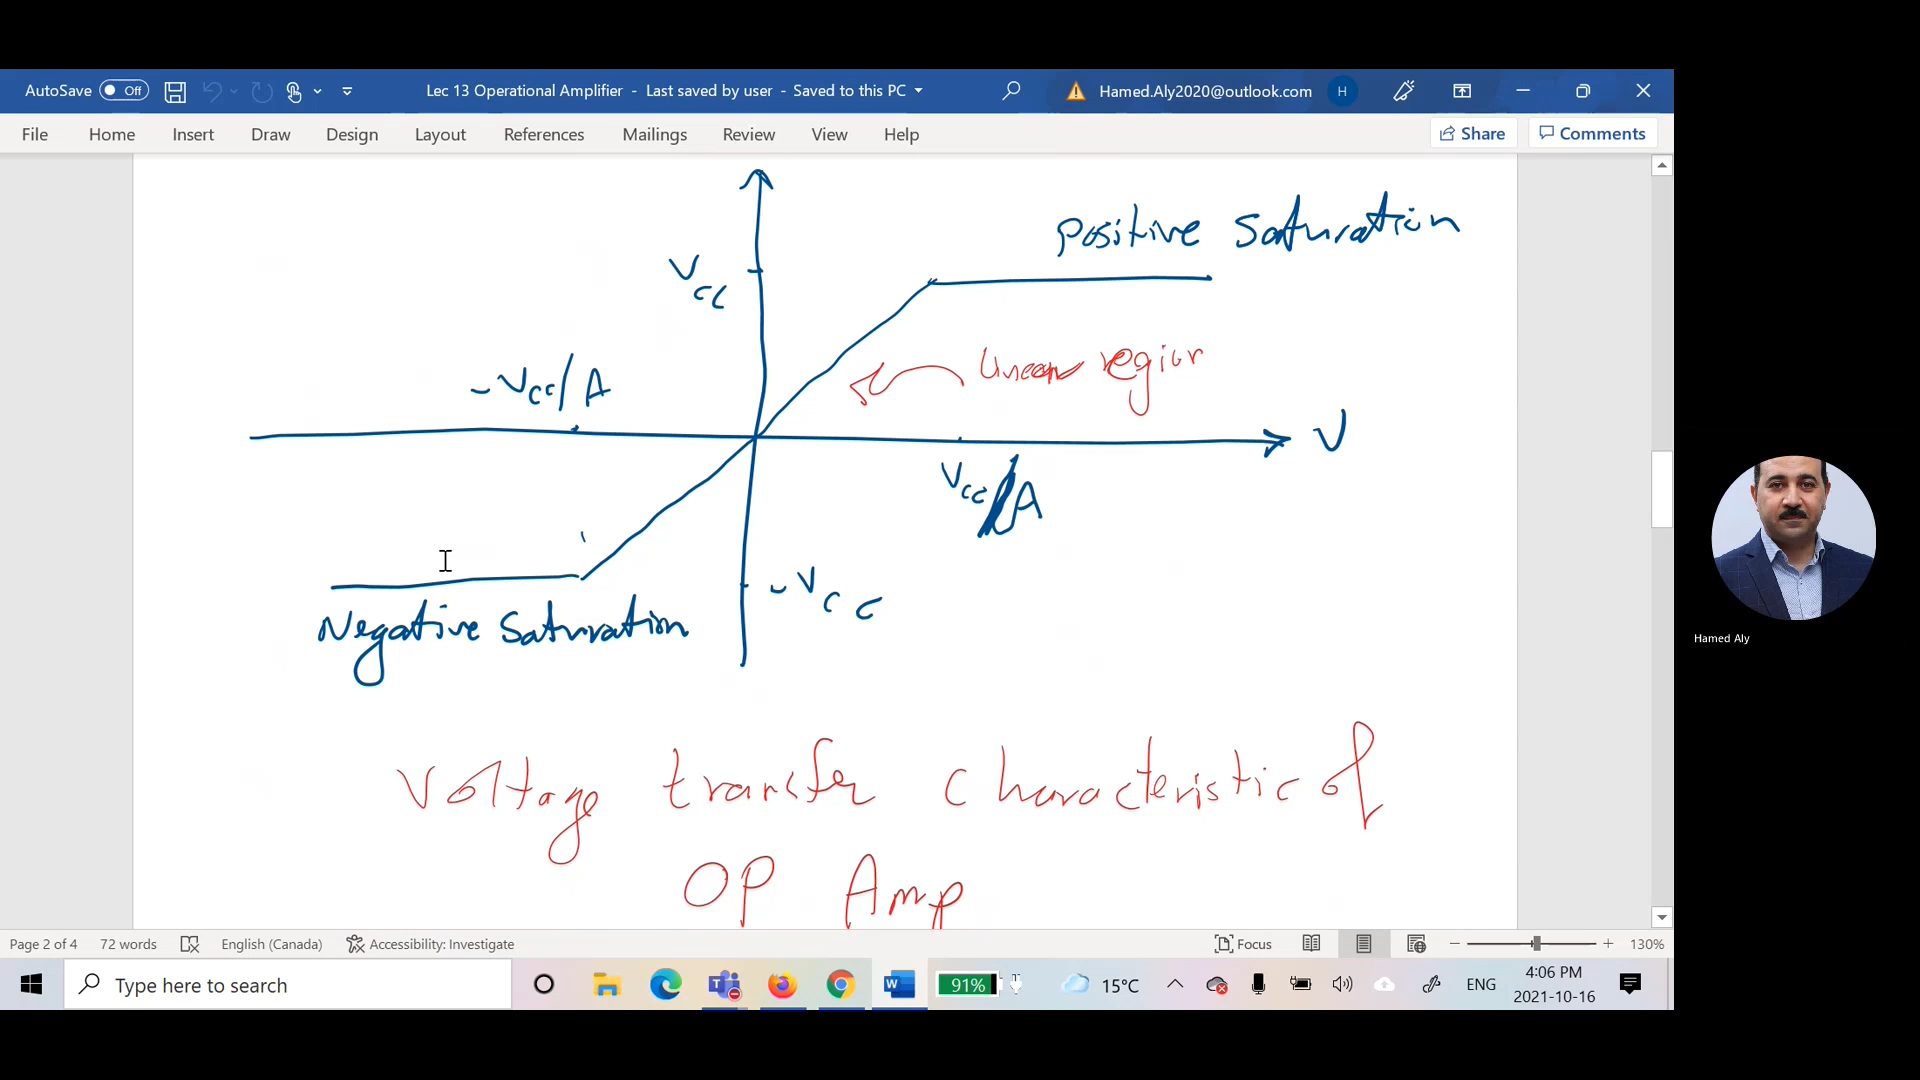 AutoSave Off
Lec 13 Operational Amplifier - Last saved by user - Saved to this PC
Hamed.Aly2020@outlook.com H
File Home Insert Draw Design Layout References Mailings Review View Help Share Comments
positive saturation
Vcc
Linear region
-Vcc/A
V
Vcc/A
-Vcc
Negative saturation
Hamed Aly
Voltage transfer characteristic of
OP Amp
Page 2 of 4 72 words English (Canada) Accessibility: Investigate Focus 130%
Type here to search 91% 15°C ENG 4:06 PM
2021-10-16